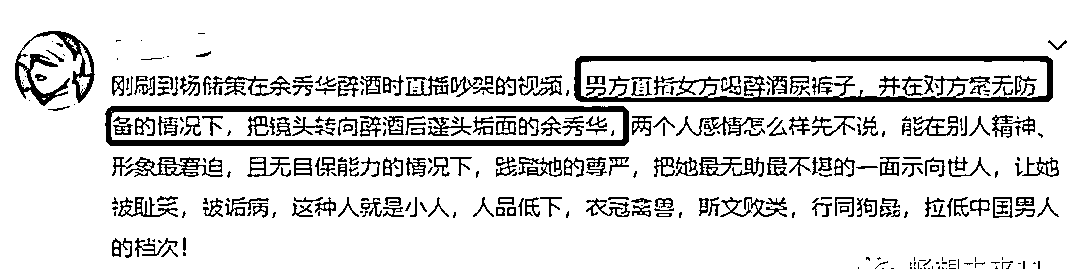 刚刷到杨储策在余秀华醉酒时直播吵架的视频，男方直指女方喝醉酒尿裤子，并在对方毫无防
备的情况下，把镜头转向醉酒后蓬头垢面的余秀华，两个人感情怎么样先不说，能在别人精神、
形象最窘迫，且无自保能力的情况下，践踏她的尊严，把她最无助最不堪的一面示向世人，让她
被耻笑，被诟病，这种人就是小人，人品低下，衣冠禽兽，斯文败类，行同狗彘，拉低中国男人
的档次！